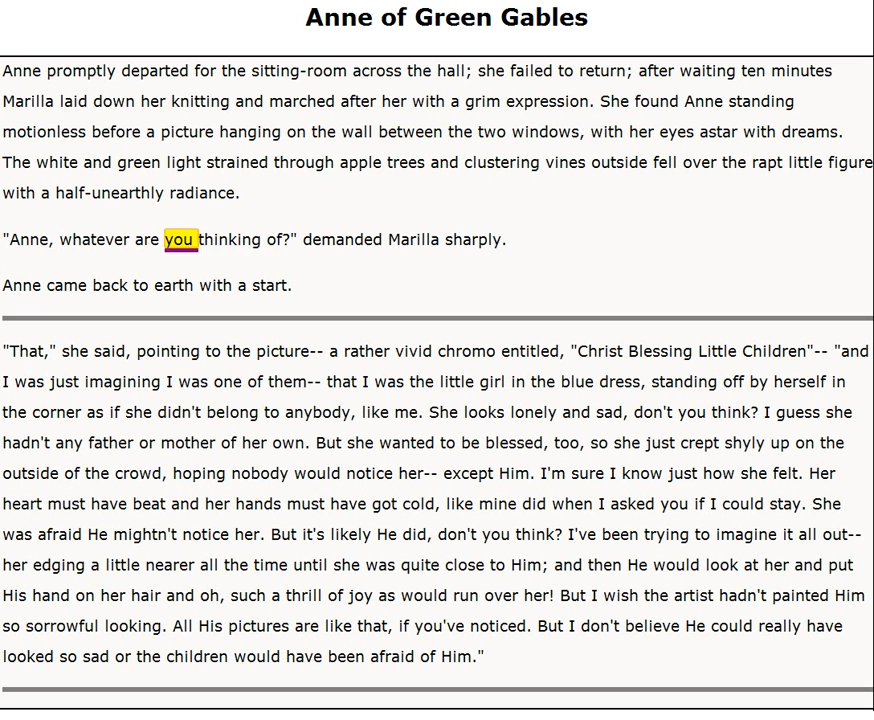 Anne of Green Gables
Anne promptly departed for the sitting-room across the hall; she failed to return; after waiting ten minutes
Marilla laid down her knitting and marched after her with a grim expression. She found Anne standing
motionless before a picture hanging on the wall between the two windows, with her eyes astar with dreams.
The white and green light strained through apple trees and clustering vines outside fell over the rapt little figure
with a half-unearthly radiance.
"Anne, whatever are you thinking of?" demanded Marilla sharply.
Anne came back to earth with a start.
"That," she said, pointing to the picture-- a rather vivid chromo entitled, "Christ Blessing Little Children"-- "and
I was just imagining I was one of them-- that I was the little girl in the blue dress, standing off by herself in
the corner as if she didn't belong to anybody, like me. She looks lonely and sad, don't you think? I guess she
hadn't any father or mother of her own. But she wanted to be blessed, too, so she just crept shyly up on the
outside of the crowd, hoping nobody would notice her-- except Him. I'm sure I know just how she felt. Her
heart must have beat and her hands must have got cold, like mine did when I asked you if I could stay. She
was afraid He mightn't notice her. But it's likely He did, don't you think? I've been trying to imagine it all out--
her edging a little nearer all the time until she was quite close to Him; and then He would look at her and put
His hand on her hair and oh, such a thrill of joy as would run over her! But I wish the artist hadn't painted Him
so sorrowful looking. All His pictures are like that, if you've noticed. But I don't believe He could really have
looked so sad or the children would have been afraid of Him."